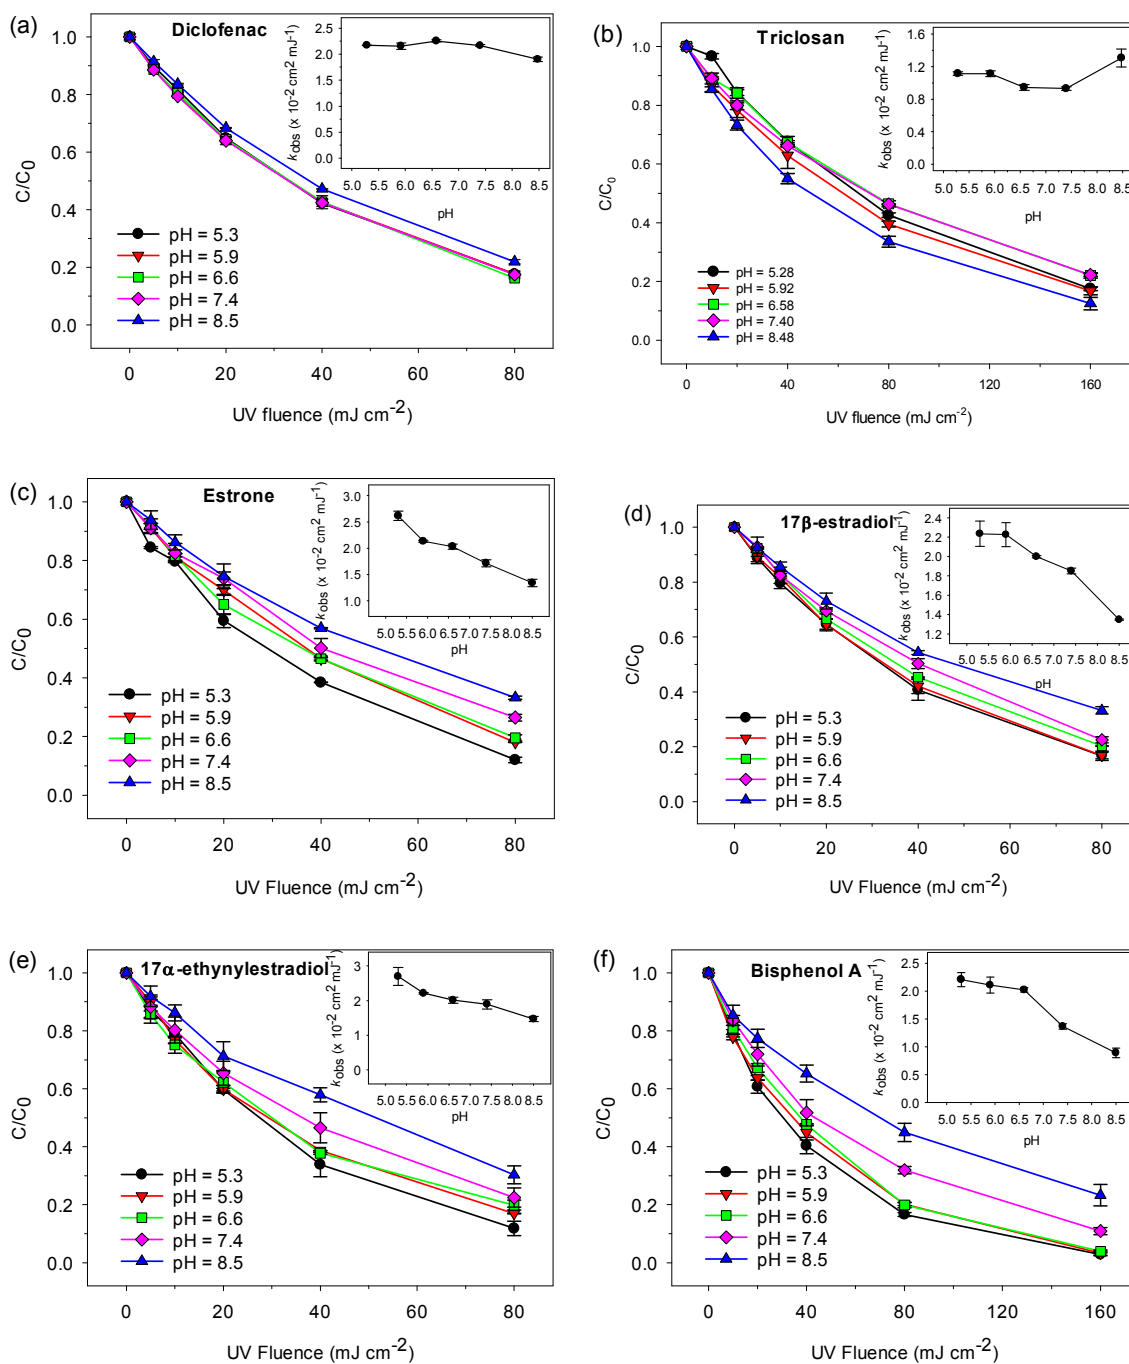 (a)
Diclofenac
1.0
0.8
0.6
0.4
0.2
0.0
C/C0
0
20
40
60
80
UV fluence (mJ cm-2)
pH = 5.3
pH = 5.9
pH = 6.6
pH = 7.4
pH = 8.5
2.5
2.0
1.5
1.0
0.5
0.0
kobs (x 10-2 cm2 mJ-1)
5.0 5.5 6.0 6.5 7.0 7.5 8.0 8.5
pH
(b)
Triclosan
1.0
0.8
0.6
0.4
0.2
0.0
C/C0
0
40
80
120
160
UV fluence (mJ cm-2)
pH = 5.28
pH = 5.92
pH = 6.58
pH = 7.40
pH = 8.48
1.6
1.2
0.9
0.6
0.3
0.0
kobs (x 10-2 cm2 mJ-1)
5.0 5.5 6.0 6.5 7.0 7.5 8.0 8.5
pH
(c)
Estrone
1.0
0.8
0.6
0.4
0.2
0.0
C/C0
0
20
40
60
80
UV Fluence (mJ cm-2)
pH = 5.3
pH = 5.9
pH = 6.6
pH = 7.4
pH = 8.5
3.0
2.5
2.0
1.5
1.0
kobs (x 10-2 cm2 mJ-1)
5.0 5.5 6.0 6.5 7.0 7.5 8.0 8.5
pH
(d)
17β-estradiol
1.0
0.8
0.6
0.4
0.2
0.0
C/C0
0
20
40
60
80
UV Fluence (mJ cm-2)
pH = 5.3
pH = 5.9
pH = 6.6
pH = 7.4
pH = 8.5
2.4
2.2
2.0
1.8
1.6
1.4
1.2
kobs (x 10-2 cm2 mJ-1)
5.0 5.5 6.0 6.5 7.0 7.5 8.0 8.5
pH
(e)
17α-ethynylestradiol
1.0
0.8
0.6
0.4
0.2
0.0
C/C0
0
20
40
60
80
UV Fluence (mJ cm-2)
pH = 5.3
pH = 5.9
pH = 6.6
pH = 7.4
pH = 8.5
3
2
1
0
kobs (x 10-2 cm2 mJ-1)
5.0 5.5 6.0 6.5 7.0 7.5 8.0 8.5
pH
(f)
Bisphenol A
1.0
0.8
0.6
0.4
0.2
0.0
C/C0
0
40
80
120
160
UV Fluence (mJ cm-2)
pH = 5.3
pH = 5.9
pH = 6.6
pH = 7.4
pH = 8.5
2.5
2.0
1.5
1.0
0.5
0.0
kobs (x 10-2 cm2 mJ-1)
5.0 5.5 6.0 6.5 7.0 7.5 8.0 8.5
pH